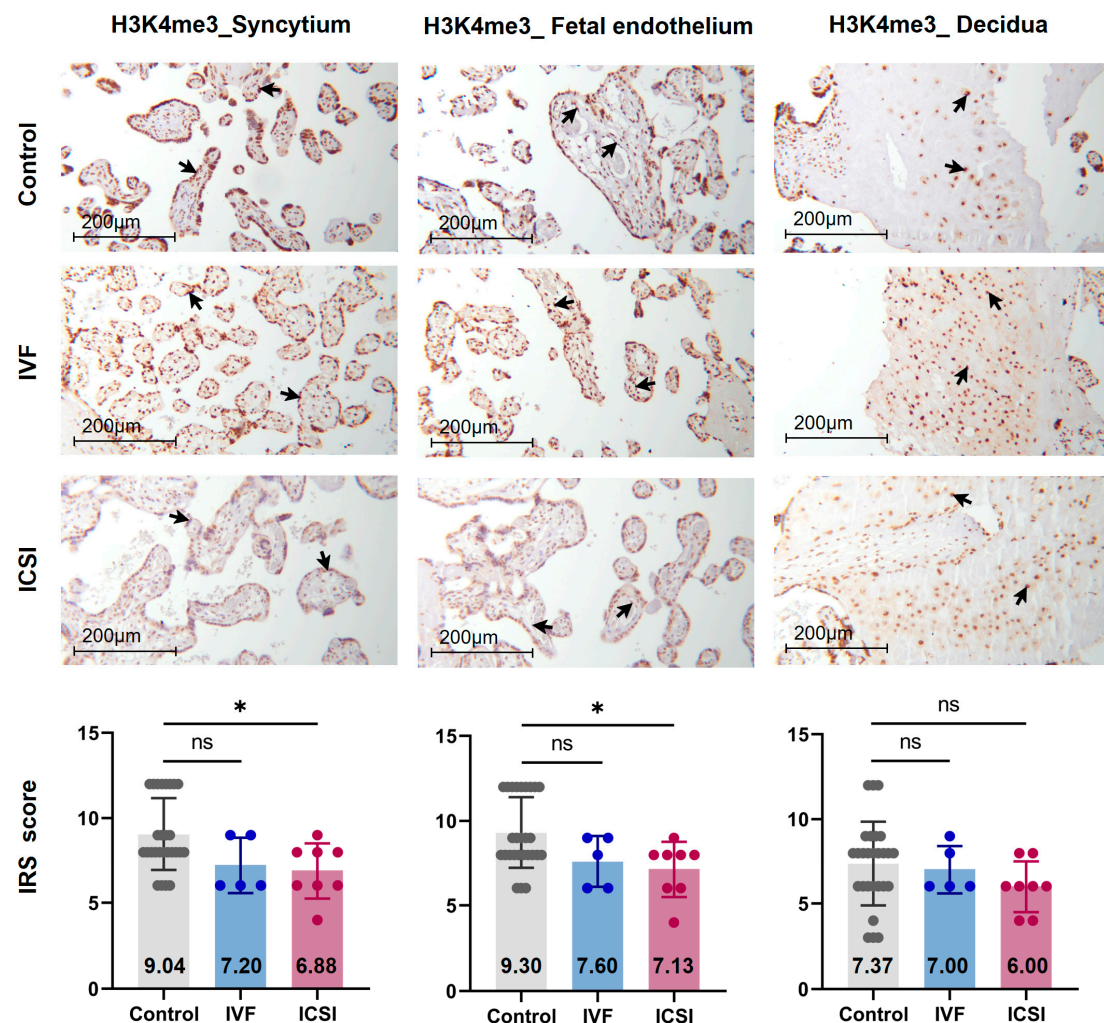 H3K4me3_Syncytium
H3K4me3_ Fetal endothelium
H3K4me3_ Decidua
Control
200μm
200μm
200μm
IVF
200μm
200μm
200μm
ICSI
200μm
200μm
200μm
IRS score
15
10
5
0
*
ns
9.04
7.20
6.88
Control
IVF
ICSI
15
10
5
0
*
ns
9.30
7.60
7.13
Control
IVF
ICSI
15
10
5
0
ns
ns
7.37
7.00
6.00
Control
IVF
ICSI